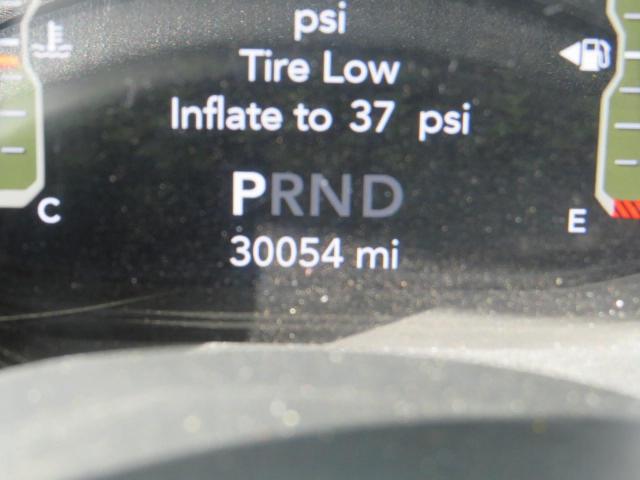 psi
Tire Low
Inflate to 37 psi
PRND
C
E
30054 mi